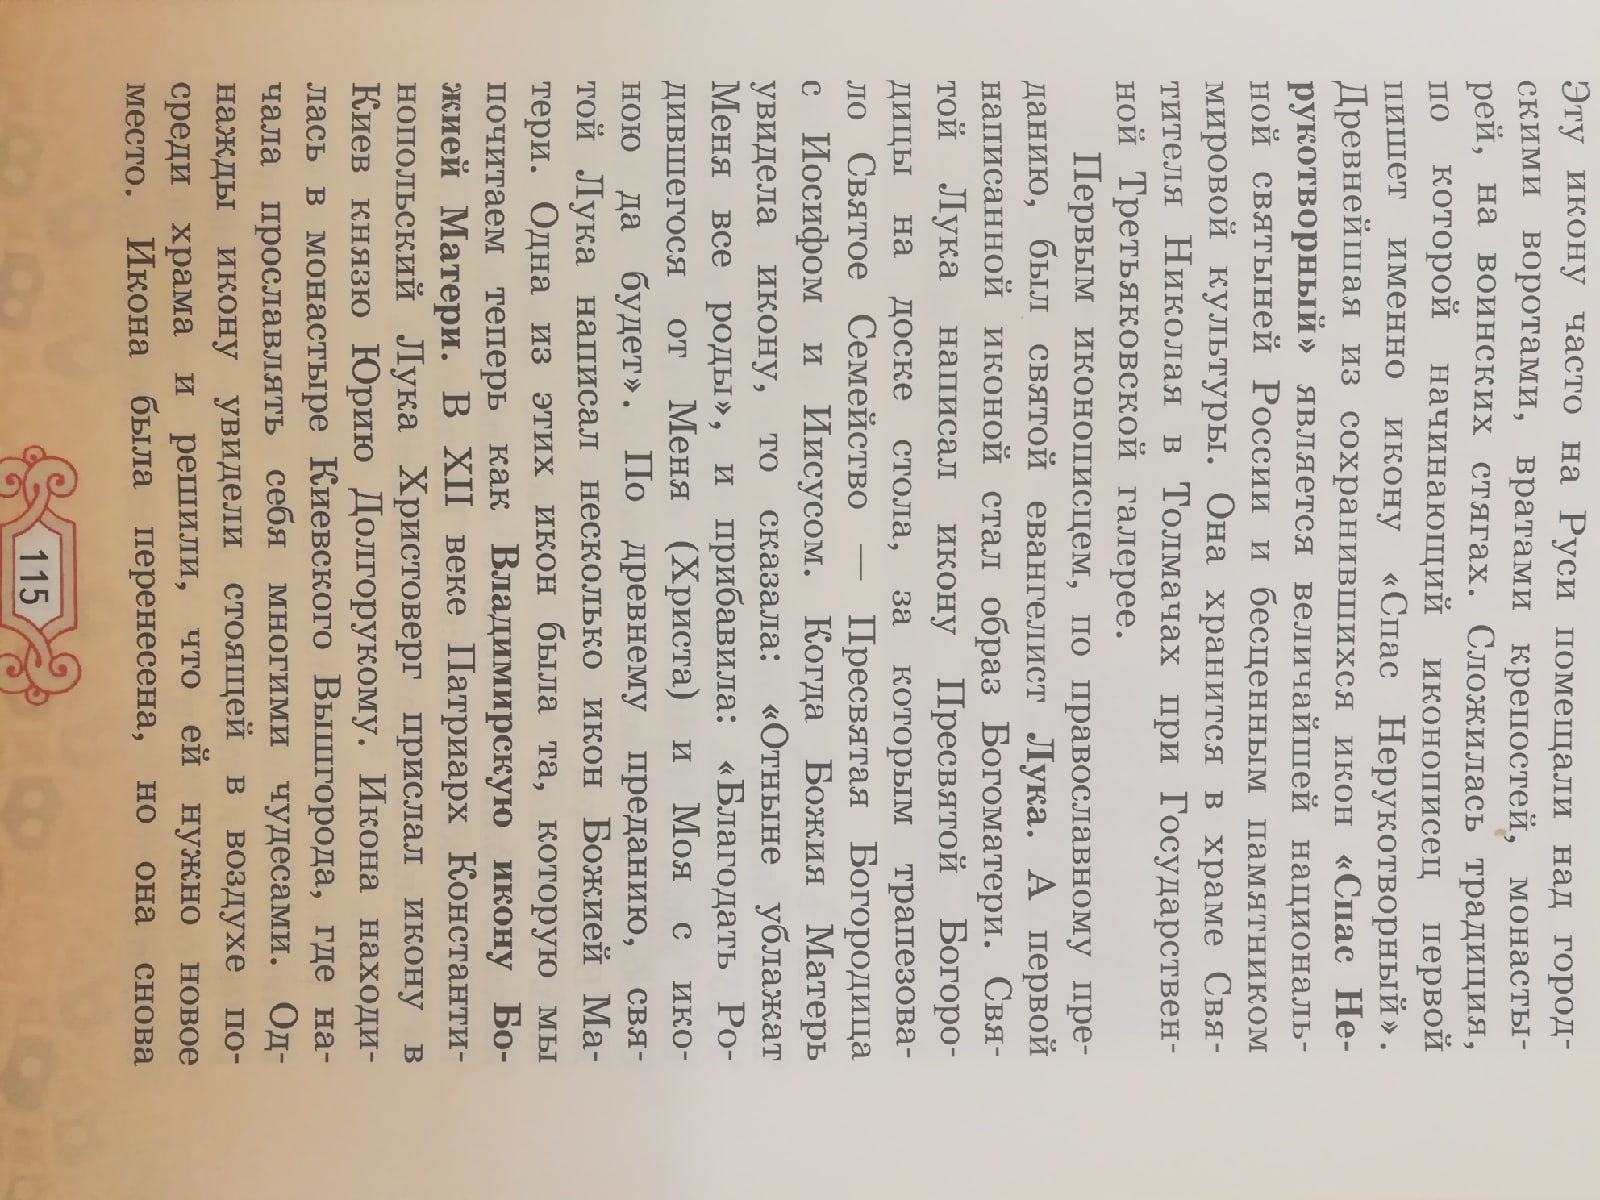 Эту икону часто на Руси помещали над город-
скими воротами, вратами крепостей, монасты-
рей, на воинских стягах. Сложилась традиция,
по которой начинающий иконописец первой
пишет именно икону «Спас Нерукотворный».
Древнейшая из сохранившихся икон «Спас Не-
рукотворный» является величайшей националь-
ной святыней России и бесценным памятником
мировой культуры. Она хранится в храме Свя-
тителя Николая в Толмачах при Государствен-
ной Третьяковской галерее.
Первым иконописцем, по православному пре-
данию, был святой евангелист Лука. А первой
написанной иконой стал образ Богоматери. Свя-
той Лука написал икону Пресвятой Богоро-
дицы на доске стола, за которым трапезова-
ло Святое Семейство — Пресвятая Богородица
с Иосифом и Иисусом. Когда Божия Матерь
увидела икону, то сказала: «Отныне ублажат
Меня все роды», и прибавила: «Благодать Ро-
дившегося от Меня (Христа) и Моя с ико-
ною да будет». По древнему преданию, свя-
той Лука написал несколько икон Божией Ма-
тери. Одна из этих икон была та, которую мы
почитаем теперь как Владимирскую икону Бо-
жией Матери. В XII веке Патриарх Константи-
нопольский Лука Христоверг прислал икону в
Киев князю Юрию Долгорукому. Икона находи-
лась в монастыре Киевского Вышгорода, где на-
чала прославлять себя многими чудесами. Од-
нажды икону увидели стоящей в воздухе по-
среди храма и решили, что ей нужно новое
место. Икона была перенесена, но она снова
115